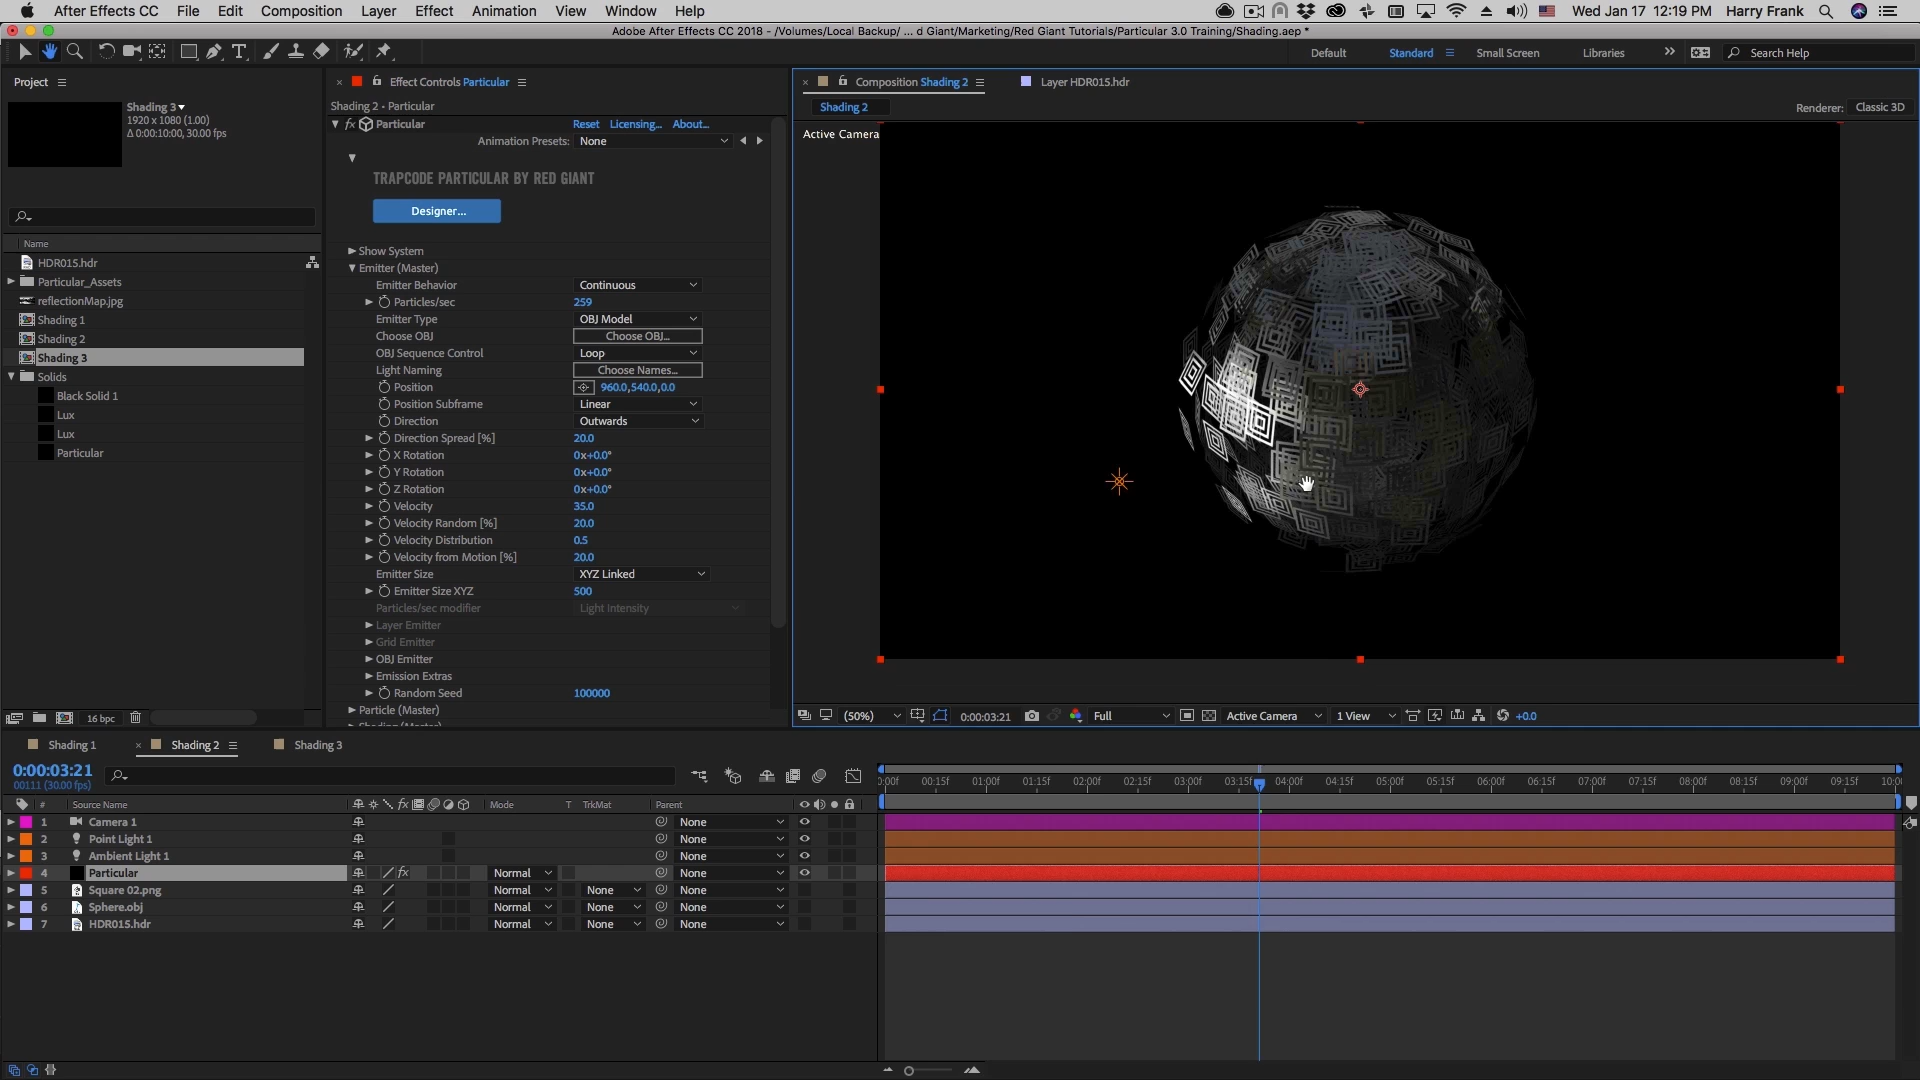 After Effects CC File Edit Composition Layer Effect Animation View Window Help Wed Jan 17 12:19 PM Harry Frank
Adobe After Effects CC 2018 - /Volumes/Local Backup/ ... d Giant/Marketing/Red Giant Tutorials/Particular 3.0 Training/Shading.aep *
Default Standard Small Screen Libraries Search Help
Project
Shading 3
1920 x 1080 (1.00)
Δ 0:00:10:00, 30.00 fps
Name
HDR015.hdr
Particular_Assets
reflectionMap.jpg
Shading 1
Shading 2
Shading 3
Solids
Black Solid 1
Lux
Lux
Particular
16 bpc
Effect Controls Particular
Shading 2 • Particular
fx Particular Reset Licensing... About...
Animation Presets: None
TRAPCODE PARTICULAR BY RED GIANT
Designer...
Show System
Emitter (Master)
Emitter Behavior Continuous
Particles/sec 259
Emitter Type OBJ Model
Choose OBJ Choose OBJ...
OBJ Sequence Control Loop
Light Naming Choose Names...
Position 960.0,540.0,0.0
Position Subframe Linear
Direction Outwards
Direction Spread [%] 20.0
X Rotation 0x+0.0°
Y Rotation 0x+0.0°
Z Rotation 0x+0.0°
Velocity 35.0
Velocity Random [%] 20.0
Velocity Distribution 0.5
Velocity from Motion [%] 20.0
Emitter Size XYZ Linked
Emitter Size XYZ 500
Particles/sec modifier Light Intensity
Layer Emitter
Grid Emitter
OBJ Emitter
Emission Extras
Random Seed 100000
Particle (Master)
Composition Shading 2 Layer HDR015.hdr
Shading 2 Renderer: Classic 3D
Active Camera
(50%) 0:00:03:21 Full Active Camera 1 View +0.0
Shading 1 Shading 2 Shading 3
0:00:03:21
00111 (30.00 fps)
:00f 00:15f 01:00f 01:15f 02:00f 02:15f 03:00f 03:15f 04:00f 04:15f 05:00f 05:15f 06:00f 06:15f 07:00f 07:15f 08:00f 08:15f 09:00f 09:15f 10:0
# Source Name fx Mode T TrkMat Parent
1 Camera 1 None
2 Point Light 1 None
3 Ambient Light 1 None
4 Particular fx Normal None
5 Square 02.png Normal None None
6 Sphere.obj Normal None None
7 HDR015.hdr Normal None None